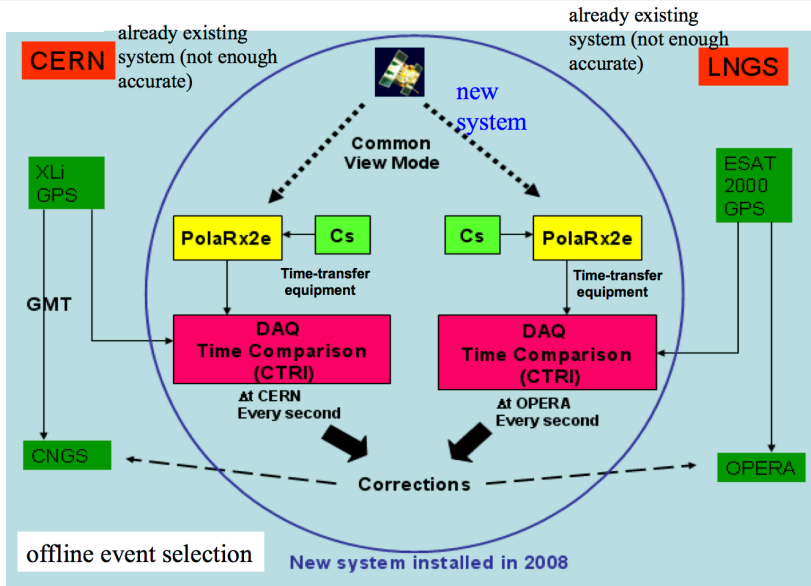 already existing
system (not enough
accurate)
CERN
already existing
system (not enough
accurate)
LNGS
new
system
Common
View Mode
XLi
GPS
ESAT
2000
GPS
PolaRx2e
Cs
Cs
PolaRx2e
Time-transfer
equipment
Time-transfer
equipment
GMT
DAQ
Time Comparison
(CTRI)
DAQ
Time Comparison
(CTRI)
Δt CERN
Every second
Δt OPERA
Every second
CNGS
OPERA
Corrections
offline event selection
New system installed in 2008